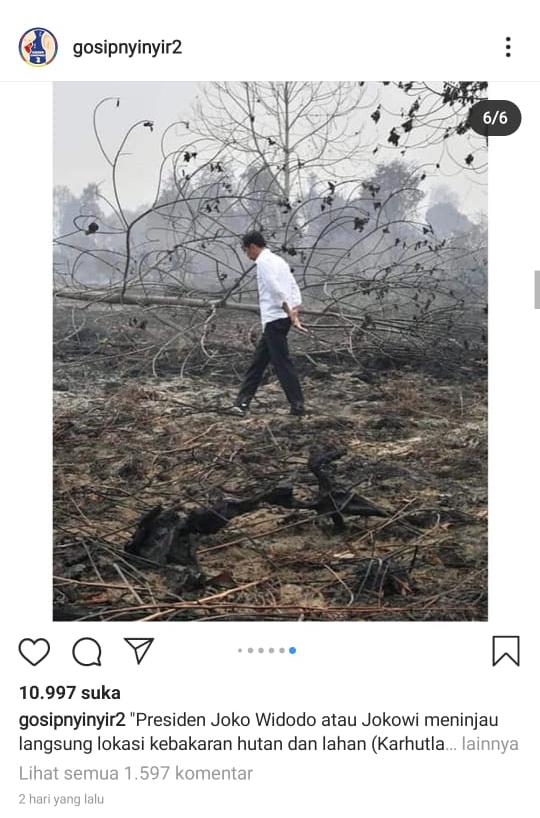 gosipnyinyir2
6/6
10.997 suka
gosipnyinyir2 "Presiden Joko Widodo atau Jokowi meninjau
langsung lokasi kebakaran hutan dan lahan (Karhutla... lainnya
Lihat semua 1.597 komentar
2 hari yang lalu